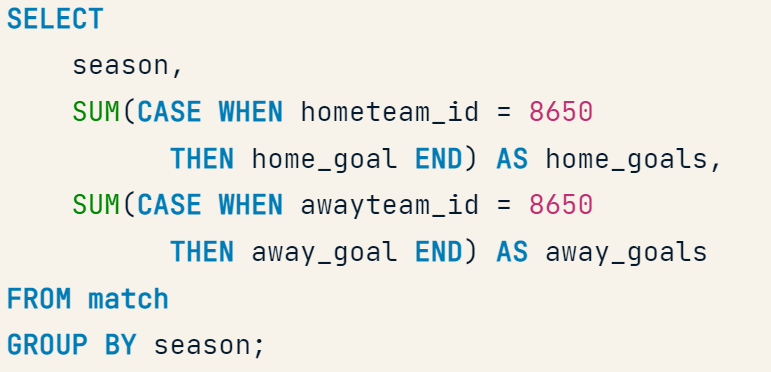 SELECT
    season,
    SUM(CASE WHEN hometeam_id = 8650
          THEN home_goal END) AS home_goals,
    SUM(CASE WHEN awayteam_id = 8650
          THEN away_goal END) AS away_goals
FROM match
GROUP BY season;